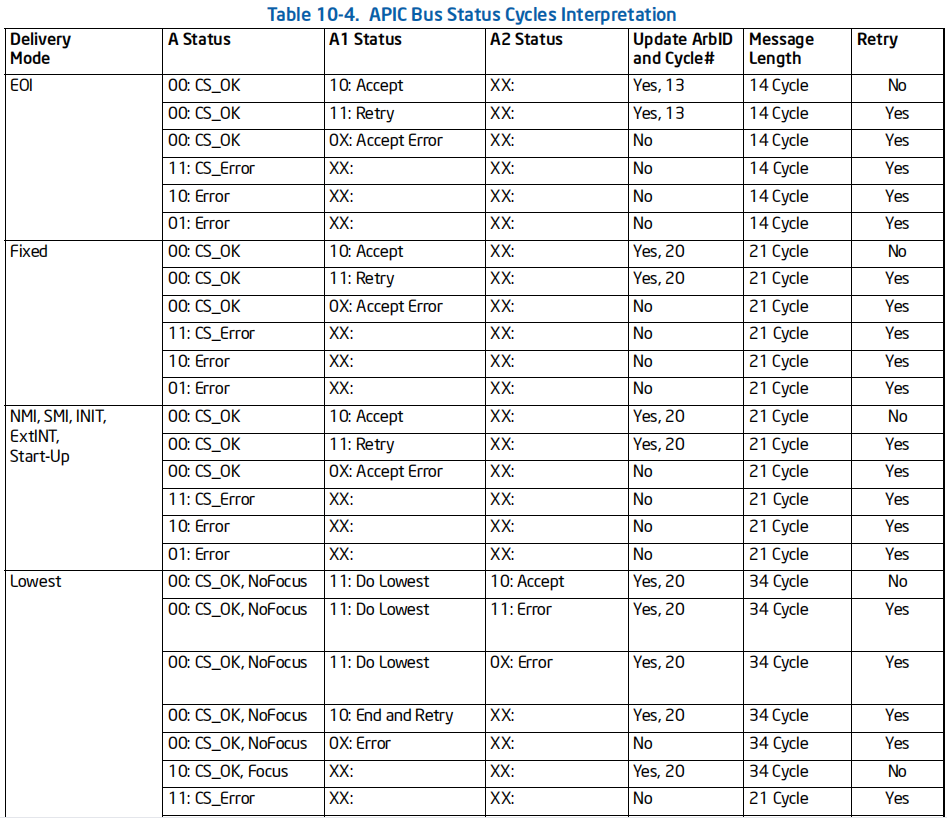 Table 10-4. APIC Bus Status Cycles Interpretation
Delivery Mode A Status A1 Status A2 Status Update ArbID and Cycle# Message Length Retry
EOI 00: CS_OK 10: Accept XX: Yes, 13 14 Cycle No
00: CS_OK 11: Retry XX: Yes, 13 14 Cycle Yes
00: CS_OK 0X: Accept Error XX: No 14 Cycle Yes
11: CS_Error XX: XX: No 14 Cycle Yes
10: Error XX: XX: No 14 Cycle Yes
01: Error XX: XX: No 14 Cycle Yes
Fixed 00: CS_OK 10: Accept XX: Yes, 20 21 Cycle No
00: CS_OK 11: Retry XX: Yes, 20 21 Cycle Yes
00: CS_OK 0X: Accept Error XX: No 21 Cycle Yes
11: CS_Error XX: XX: No 21 Cycle Yes
10: Error XX: XX: No 21 Cycle Yes
01: Error XX: XX: No 21 Cycle Yes
NMI, SMI, INIT, ExtINT, Start-Up 00: CS_OK 10: Accept XX: Yes, 20 21 Cycle No
00: CS_OK 11: Retry XX: Yes, 20 21 Cycle Yes
00: CS_OK 0X: Accept Error XX: No 21 Cycle Yes
11: CS_Error XX: XX: No 21 Cycle Yes
10: Error XX: XX: No 21 Cycle Yes
01: Error XX: XX: No 21 Cycle Yes
Lowest 00: CS_OK, NoFocus 11: Do Lowest 10: Accept Yes, 20 34 Cycle No
00: CS_OK, NoFocus 11: Do Lowest 11: Error Yes, 20 34 Cycle Yes
00: CS_OK, NoFocus 11: Do Lowest 0X: Error Yes, 20 34 Cycle Yes
00: CS_OK, NoFocus 10: End and Retry XX: Yes, 20 34 Cycle Yes
00: CS_OK, NoFocus 0X: Error XX: No 34 Cycle Yes
10: CS_OK, Focus XX: XX: Yes, 20 34 Cycle No
11: CS_Error XX: XX: No 21 Cycle Yes